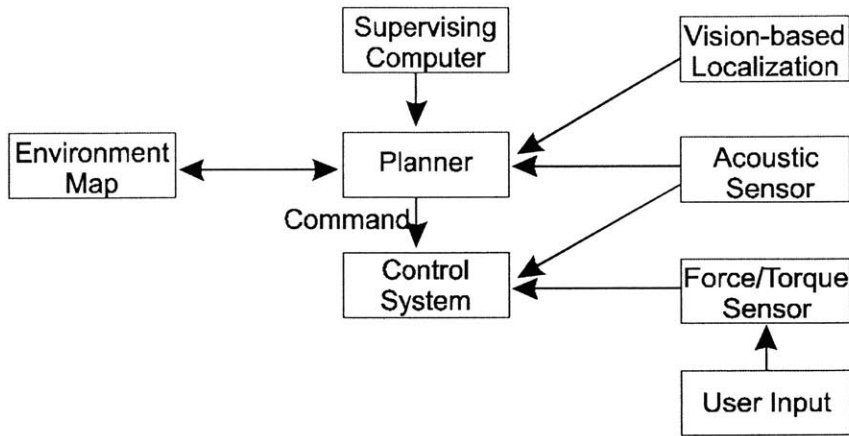 Supervising
Computer
Vision-based
Localization
Environment
Map
Planner
Acoustic
Sensor
Command
Control
System
Force/Torque
Sensor
User Input